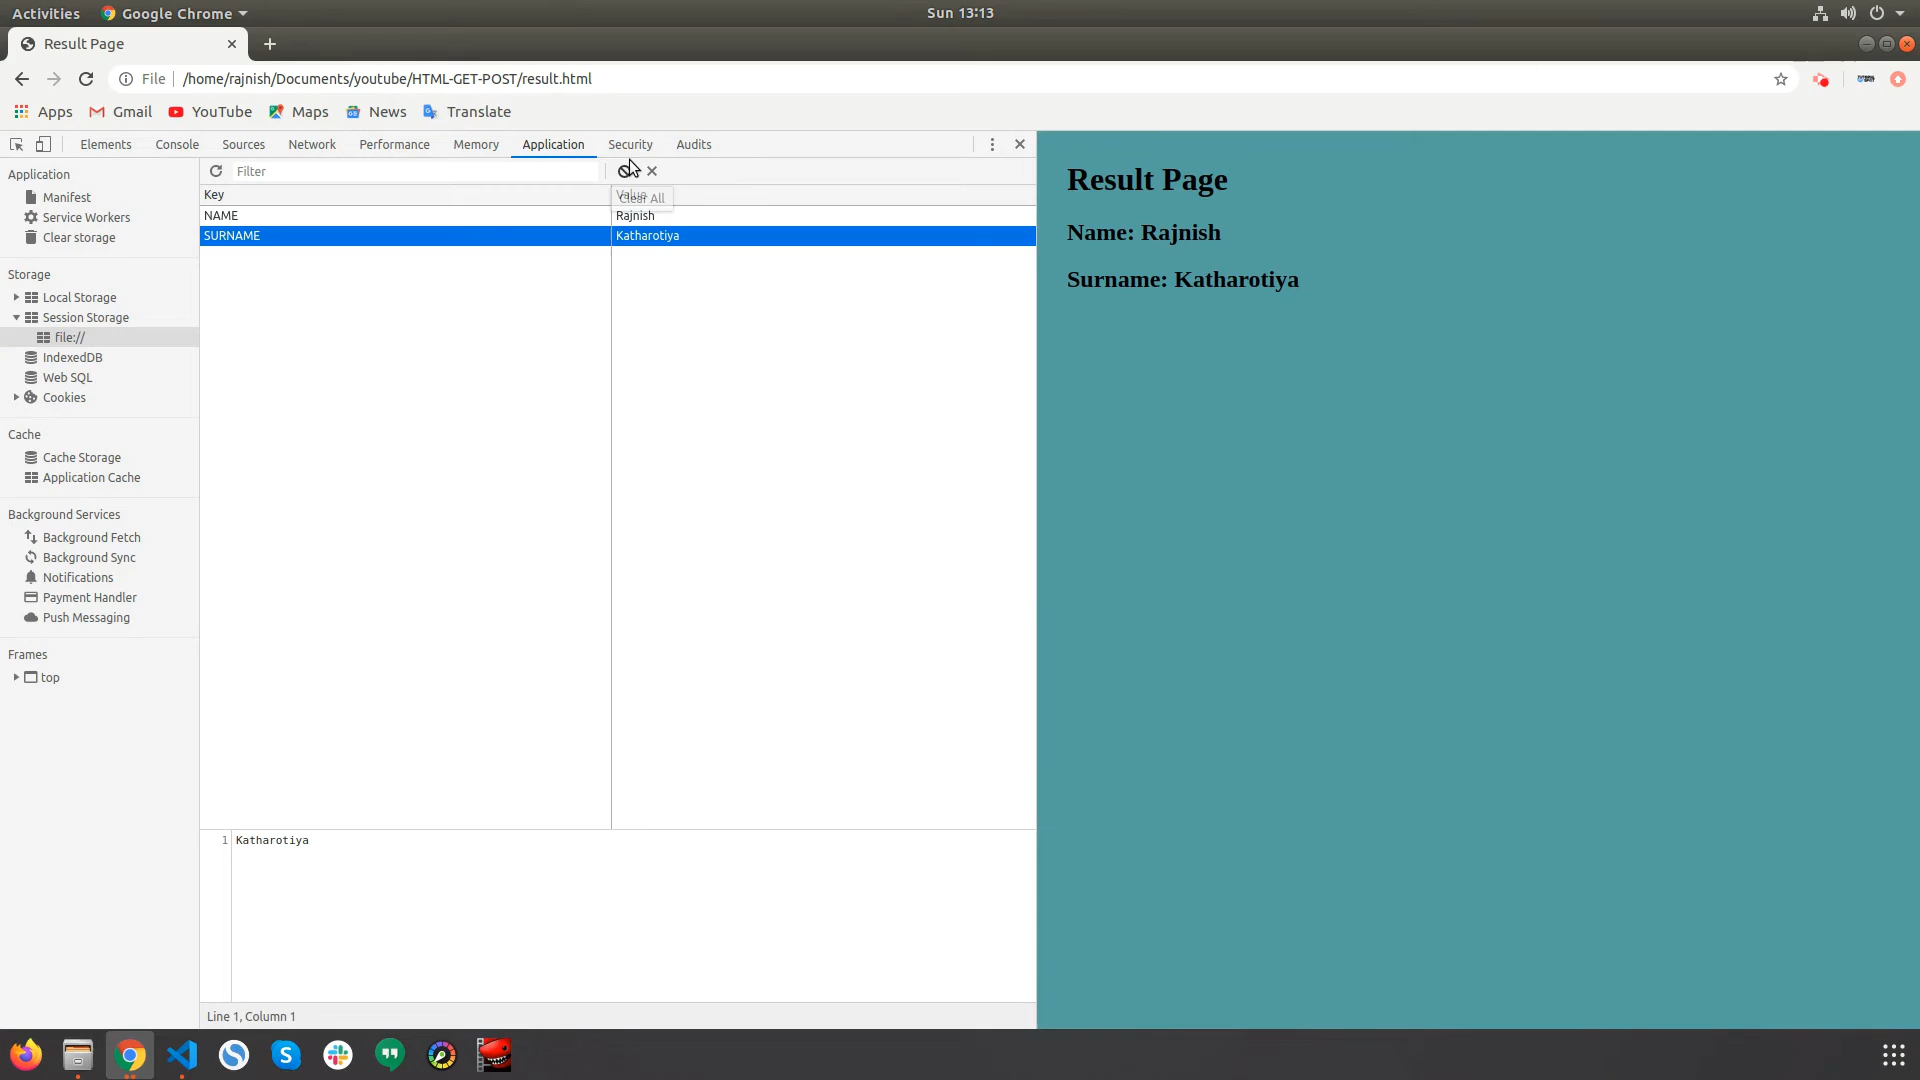 Activities Google Chrome Sun 13:13
Result Page
File /home/rajnish/Documents/youtube/HTML-GET-POST/result.html
Apps Gmail YouTube Maps News Translate
Elements Console Sources Network Performance Memory Application Security Audits
Application
Manifest
Service Workers
Clear storage
Storage
Local Storage
Session Storage
file://
IndexedDB
Web SQL
Cookies
Cache
Cache Storage
Application Cache
Background Services
Background Fetch
Background Sync
Notifications
Payment Handler
Push Messaging
Frames
top
Filter
Key Value
Clear All
NAME Rajnish
SURNAME Katharotiya
1 Katharotiya
Line 1, Column 1
Result Page
Name: Rajnish
Surname: Katharotiya